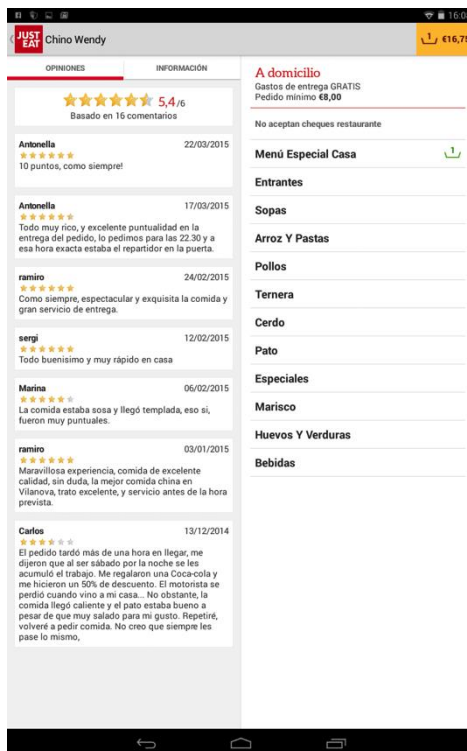 16:08
JUST EAT
Chino Wendy
1 €16,75
OPINIONES
INFORMACIÓN
5,4/6
Basado en 16 comentarios
Antonella 22/03/2015
10 puntos, como siempre!
Antonella 17/03/2015
Todo muy rico, y excelente puntualidad en la
entrega del pedido, lo pedimos para las 22.30 y a
esa hora exacta estaba el repartidor en la puerta.
ramiro 24/02/2015
Como siempre, espectacular y exquisita la comida y
gran servicio de entrega.
sergi 12/02/2015
Todo buenisimo y muy rápido en casa
Marina 06/02/2015
La comida estaba sosa y llegó templada, eso si,
fueron muy puntuales.
ramiro 03/01/2015
Maravillosa experiencia, comida de excelente
calidad, sin duda, la mejor comida china en
Vilanova, trato excelente, y servicio antes de la hora
prevista.
Carlos 13/12/2014
El pedido tardó más de una hora en llegar, me
dijeron que al ser sábado por la noche se les
acumuló el trabajo. Me regalaron una Coca-cola y
me hicieron un 50% de descuento. El motorista se
perdió cuando vino a mi casa... No obstante, la
comida llegó caliente y el pato estaba bueno a
pesar de que muy salado para mi gusto. Repetiré,
volveré a pedir comida. No creo que siempre les
pase lo mismo,
A domicilio
Gastos de entrega GRATIS
Pedido mínimo €8,00
No aceptan cheques restaurante
Menú Especial Casa 1
Entrantes
Sopas
Arroz Y Pastas
Pollos
Ternera
Cerdo
Pato
Especiales
Marisco
Huevos Y Verduras
Bebidas